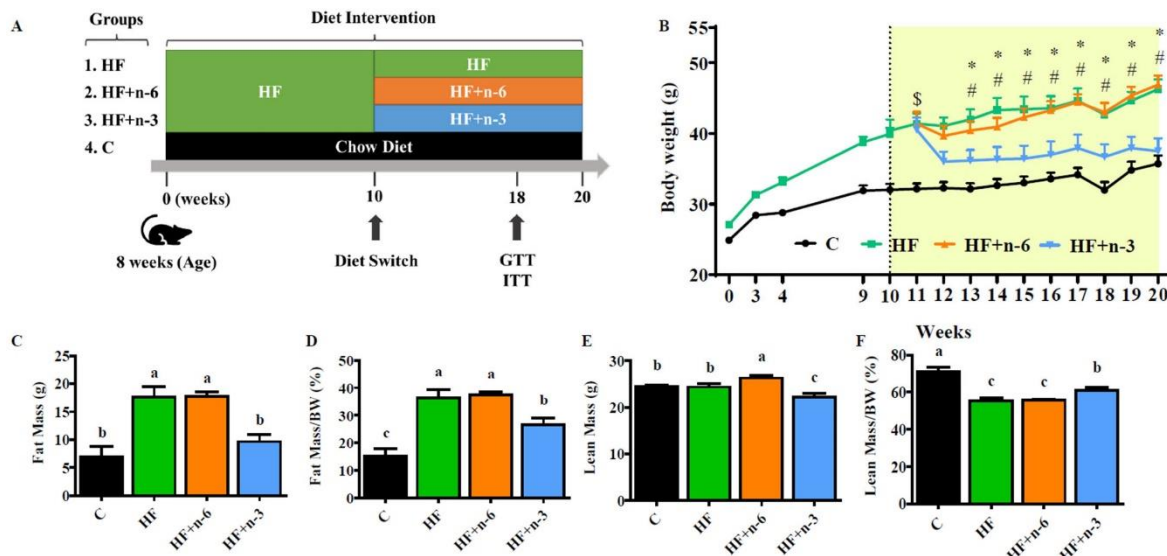 A
Groups
Diet Intervention
1. HF
2. HF+n-6
3. HF+n-3
4. C
HF
HF
HF+n-6
HF+n-3
Chow Diet
0 (weeks)
10
18
20
8 weeks (Age)
Diet Switch
GTT
ITT
B
Body weight (g)
55
50
40
30
20
$
* * * * * * * *
# # # # # # # #
C
HF
HF+n-6
HF+n-3
0 3 4 9 10 11 12 13 14 15 16 17 18 19 20
Weeks
C
Fat Mass (g)
25
20
15
10
5
0
b a a b
C HF HF+n-6 HF+n-3
D
Fat Mass/BW (%)
50
40
30
20
10
0
c a a b
C HF HF+n-6 HF+n-3
E
Lean Mass (g)
30
20
10
0
b b a c
C HF HF+n-6 HF+n-3
F
Lean Mass/BW (%)
80
60
40
20
0
a c c b
C HF HF+n-6 HF+n-3